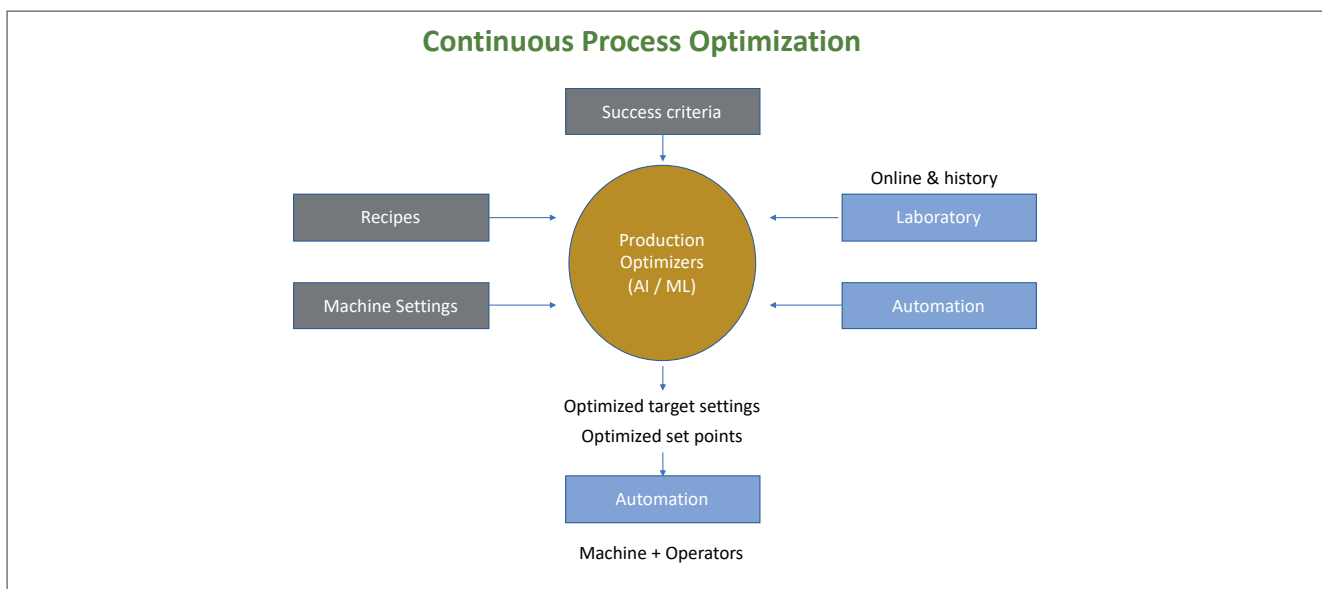 Continuous Process Optimization
Success criteria
Online & history
Recipes
Laboratory
Production
Optimizers
(AI / ML)
Machine Settings
Automation
Optimized target settings
Optimized set points
Automation
Machine + Operators